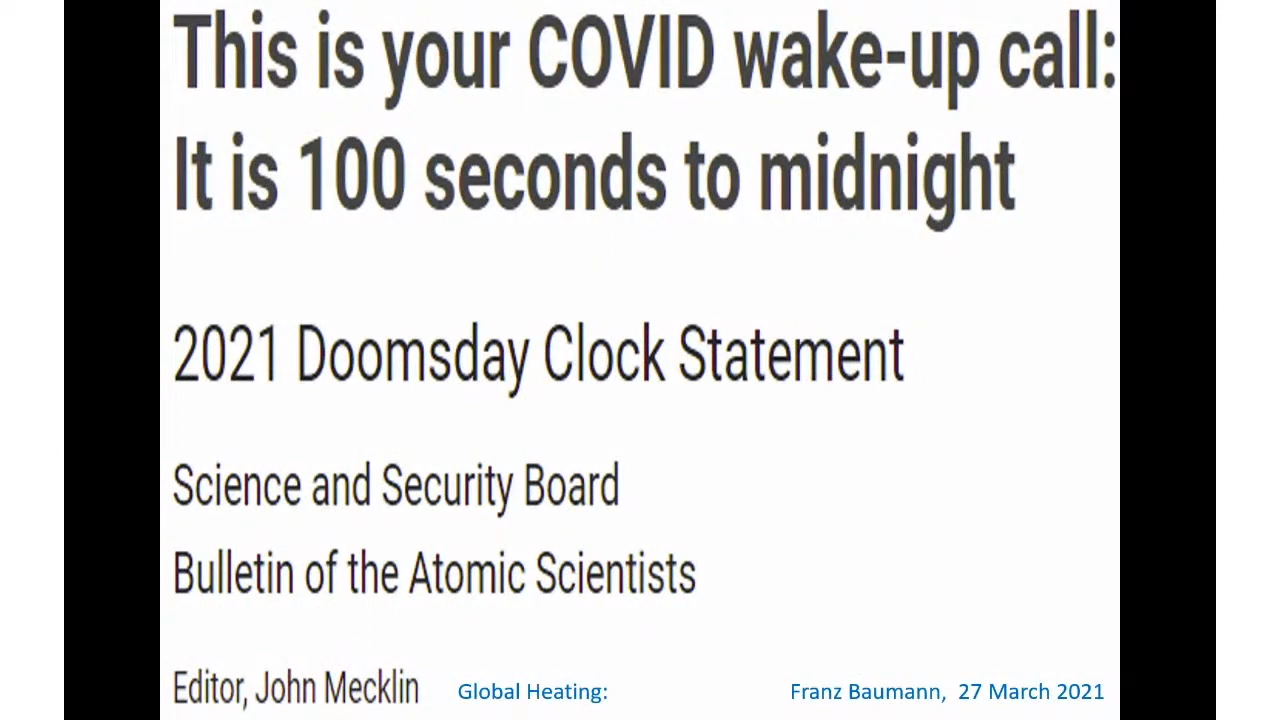 This is your COVID wake-up call:
It is 100 seconds to midnight
2021 Doomsday Clock Statement
Science and Security Board
Bulletin of the Atomic Scientists
Editor, John Mecklin
Global Heating: Franz Baumann, 27 March 2021